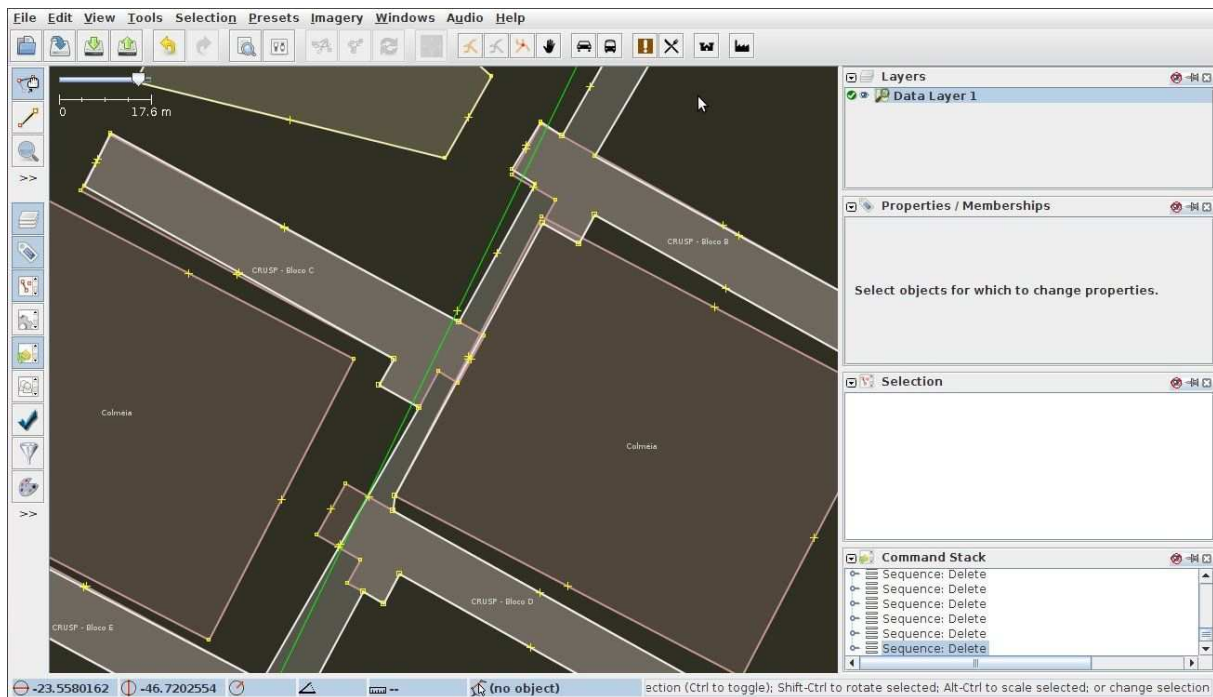 File Edit View Tools Selection Presets Imagery Windows Audio Help
0 17.6 m
Layers
Data Layer 1
>>
Properties / Memberships
CRUSP - Bloco B
CRUSP - Bloco C
Select objects for which to change properties.
Selection
Colméia
Colméia
>>
Command Stack
Sequence: Delete
Sequence: Delete
Sequence: Delete
Sequence: Delete
Sequence: Delete
Sequence: Delete
CRUSP - Bloco D
CRUSP - Bloco E
-23.5580162 -46.7202554 -- (no object) ection (Ctrl to toggle); Shift-Ctrl to rotate selected; Alt-Ctrl to scale selected; or change selection